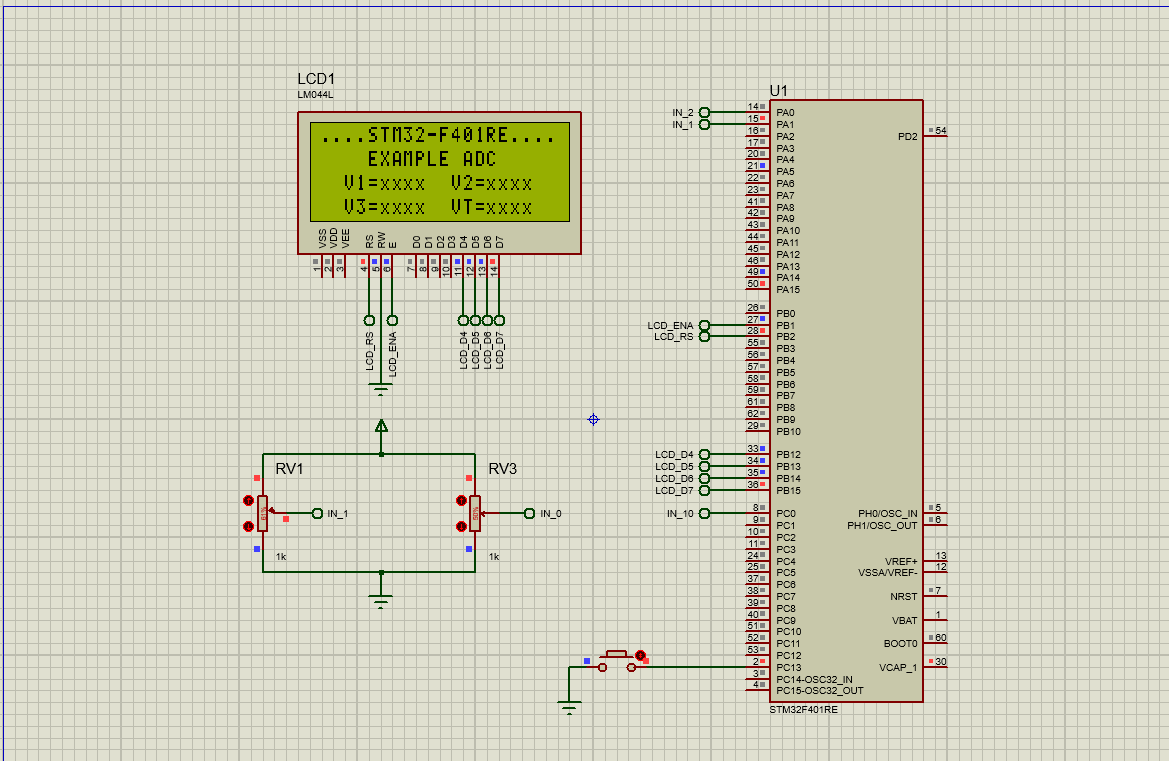 LCD1
LM044L
....STM32-F401RE....
EXAMPLE ADC
V1=xxxx V2=xxxx
V3=xxxx VT=xxxx
VSS VDD VEE RS RW E D0 D1 D2 D3 D4 D5 D6 D7
1 2 3 4 5 6 7 8 9 10 11 12 13 14
LCD_RS LCD_ENA LCD_D4 LCD_D5 LCD_D6 LCD_D7
RV1
IN_1
1k
RV3
IN_0
1k
U1
IN_2 14 PA0
IN_1 15 PA1
16 PA2
17 PA3
20 PA4
21 PA5
22 PA6
23 PA7
41 PA8
42 PA9
43 PA10
44 PA11
45 PA12
46 PA13
49 PA14
50 PA15
26 PB0
LCD_ENA 27 PB1
LCD_RS 28 PB2
55 PB3
56 PB4
57 PB5
58 PB6
59 PB7
61 PB8
62 PB9
29 PB10
LCD_D4 33 PB12
LCD_D5 34 PB13
LCD_D6 35 PB14
LCD_D7 36 PB15
IN_10 8 PC0
9 PC1
10 PC2
11 PC3
24 PC4
25 PC5
37 PC6
38 PC7
39 PC8
40 PC9
51 PC10
52 PC11
53 PC12
2 PC13
3 PC14-OSC32_IN
4 PC15-OSC32_OUT
PD2 54
PH0/OSC_IN 5
PH1/OSC_OUT 6
VREF+ 13
VSSA/VREF- 12
NRST 7
VBAT 1
BOOT0 60
VCAP_1 30
STM32F401RE